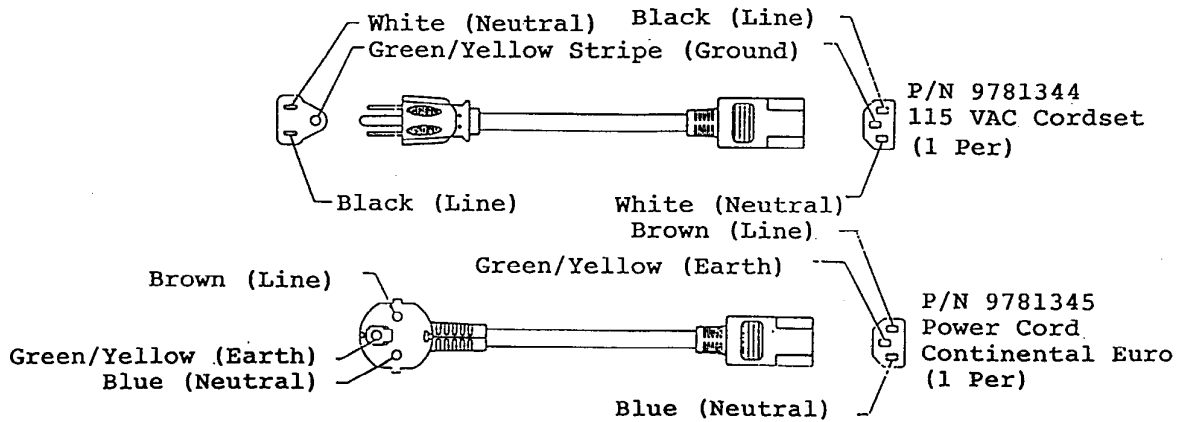 White (Neutral)
Black (Line)
Green/Yellow Stripe (Ground)
P/N 9781344
115 VAC Cordset
(1 Per)
Black (Line)
White (Neutral)
Brown (Line)
Green/Yellow (Earth)
Brown (Line)
P/N 9781345
Power Cord
Continental Euro
(1 Per)
Green/Yellow (Earth)
Blue (Neutral)
Blue (Neutral)